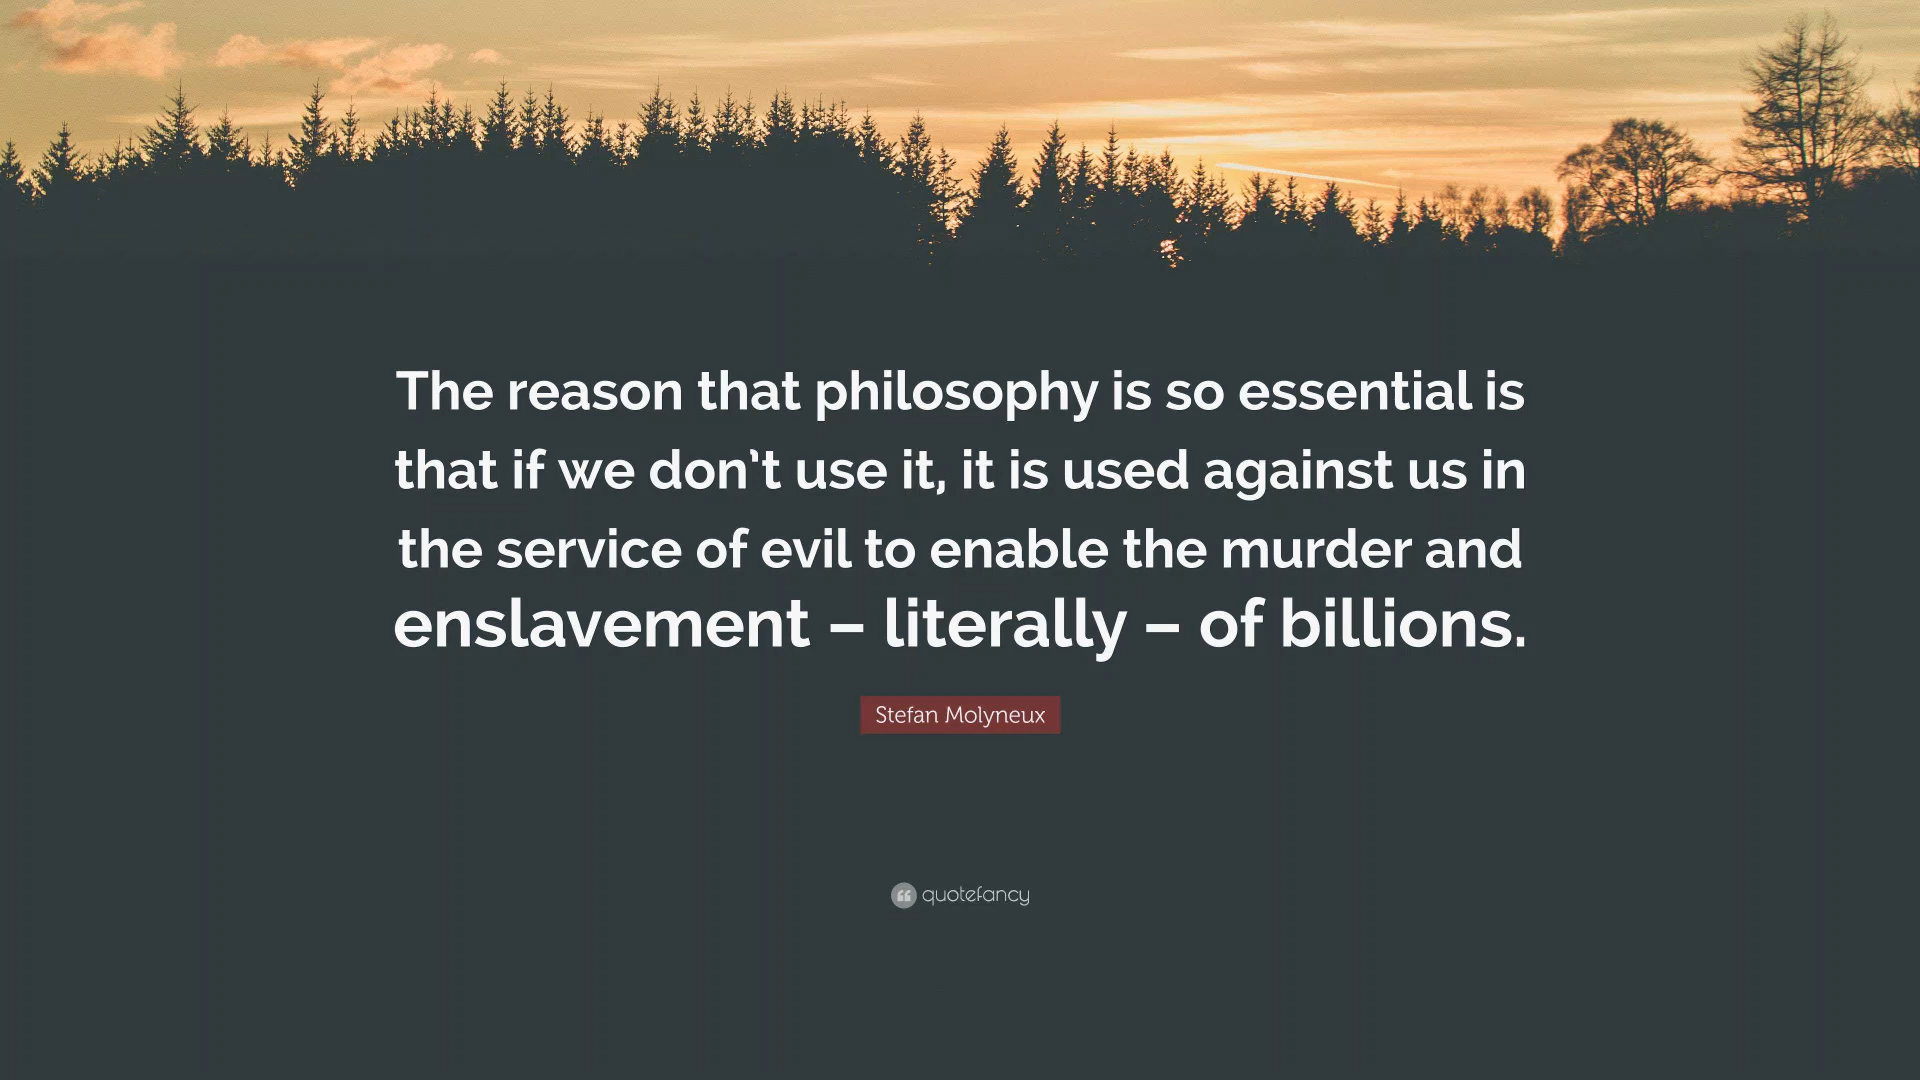 The reason that philosophy is so essential is
that if we don’t use it, it is used against us in
the service of evil to enable the murder and
enslavement – literally – of billions.
Stefan Molyneux
quotefancy